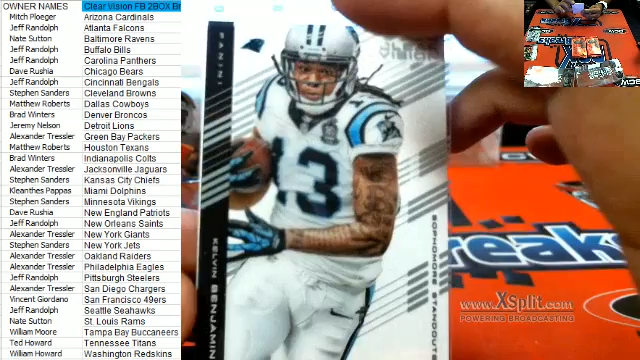 OWNER NAMES Clear Vision FB 2BOX Br
Mitch Ploeger Arizona Cardinals
Jeff Randolph Atlanta Falcons
Nate Sutton Baltimore Ravens
Jeff Randolph Buffalo Bills
Jeff Randolph Carolina Panthers
Dave Rushia Chicago Bears
Jeff Randolph Cincinnati Bengals
Stephen Sanders Cleveland Browns
Matthew Roberts Dallas Cowboys
Brad Winters Denver Broncos
Jeremy Nelson Detroit Lions
Alexander Tressler Green Bay Packers
Matthew Roberts Houston Texans
Brad Winters Indianapolis Colts
Alexander Tressler Jacksonville Jaguars
Stephen Sanders Kansas City Chiefs
Kleanthes Pappas Miami Dolphins
Stephen Sanders Minnesota Vikings
Dave Rushia New England Patriots
Jeff Randolph New Orleans Saints
Alexander Tressler New York Giants
Stephen Sanders New York Jets
Alexander Tressler Oakland Raiders
Alexander Tressler Philadelphia Eagles
Jeff Randolph Pittsburgh Steelers
Alexander Tressler San Diego Chargers
Vincent Giordano San Francisco 49ers
Jeff Randolph Seattle Seahawks
Nate Sutton St. Louis Rams
William Moore Tampa Bay Buccaneers
Ted Howard Tennessee Titans
William Howard Washington Redskins
PANINI
13
KELVIN BENJAMIN
SOPHOMORE STANDOUTS
reak
www.XSplit.com
POWERING BROADCASTING